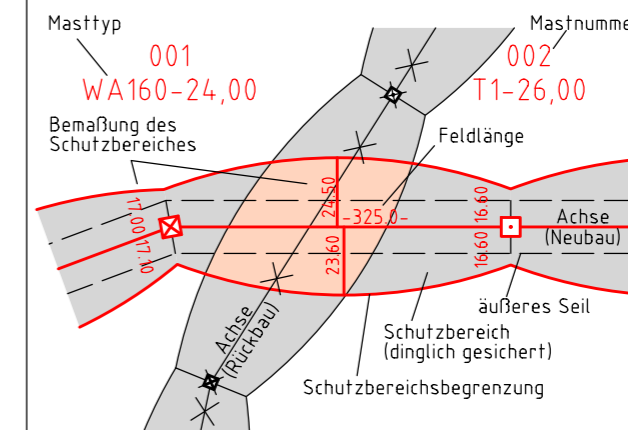 Masttyp
Mastnumme
001
002
WA160-24,00
T1-26,00
Bemaßung des
Schutzbereiches
Feldlänge
24.50
-325.0-
23.60
17.00
17.10
16.60
16.60
Achse
(Neubau)
äußeres Seil
Achse
(Rückbau)
Schutzbereich
(dinglich gesichert)
Schutzbereichsbegrenzung